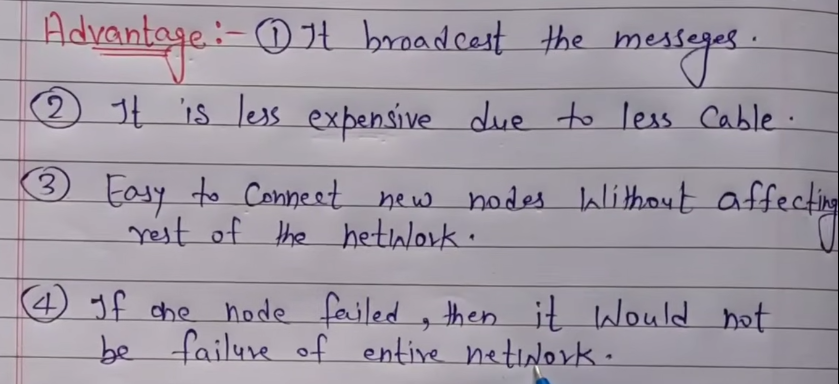 Advantage :- ① It broadcast the messeges.
② It is less expensive due to less Cable.
③ Easy to Connect new nodes Without affecting
rest of the netWork.
④ If one node failed, then it Would not
be failure of entire netWork.